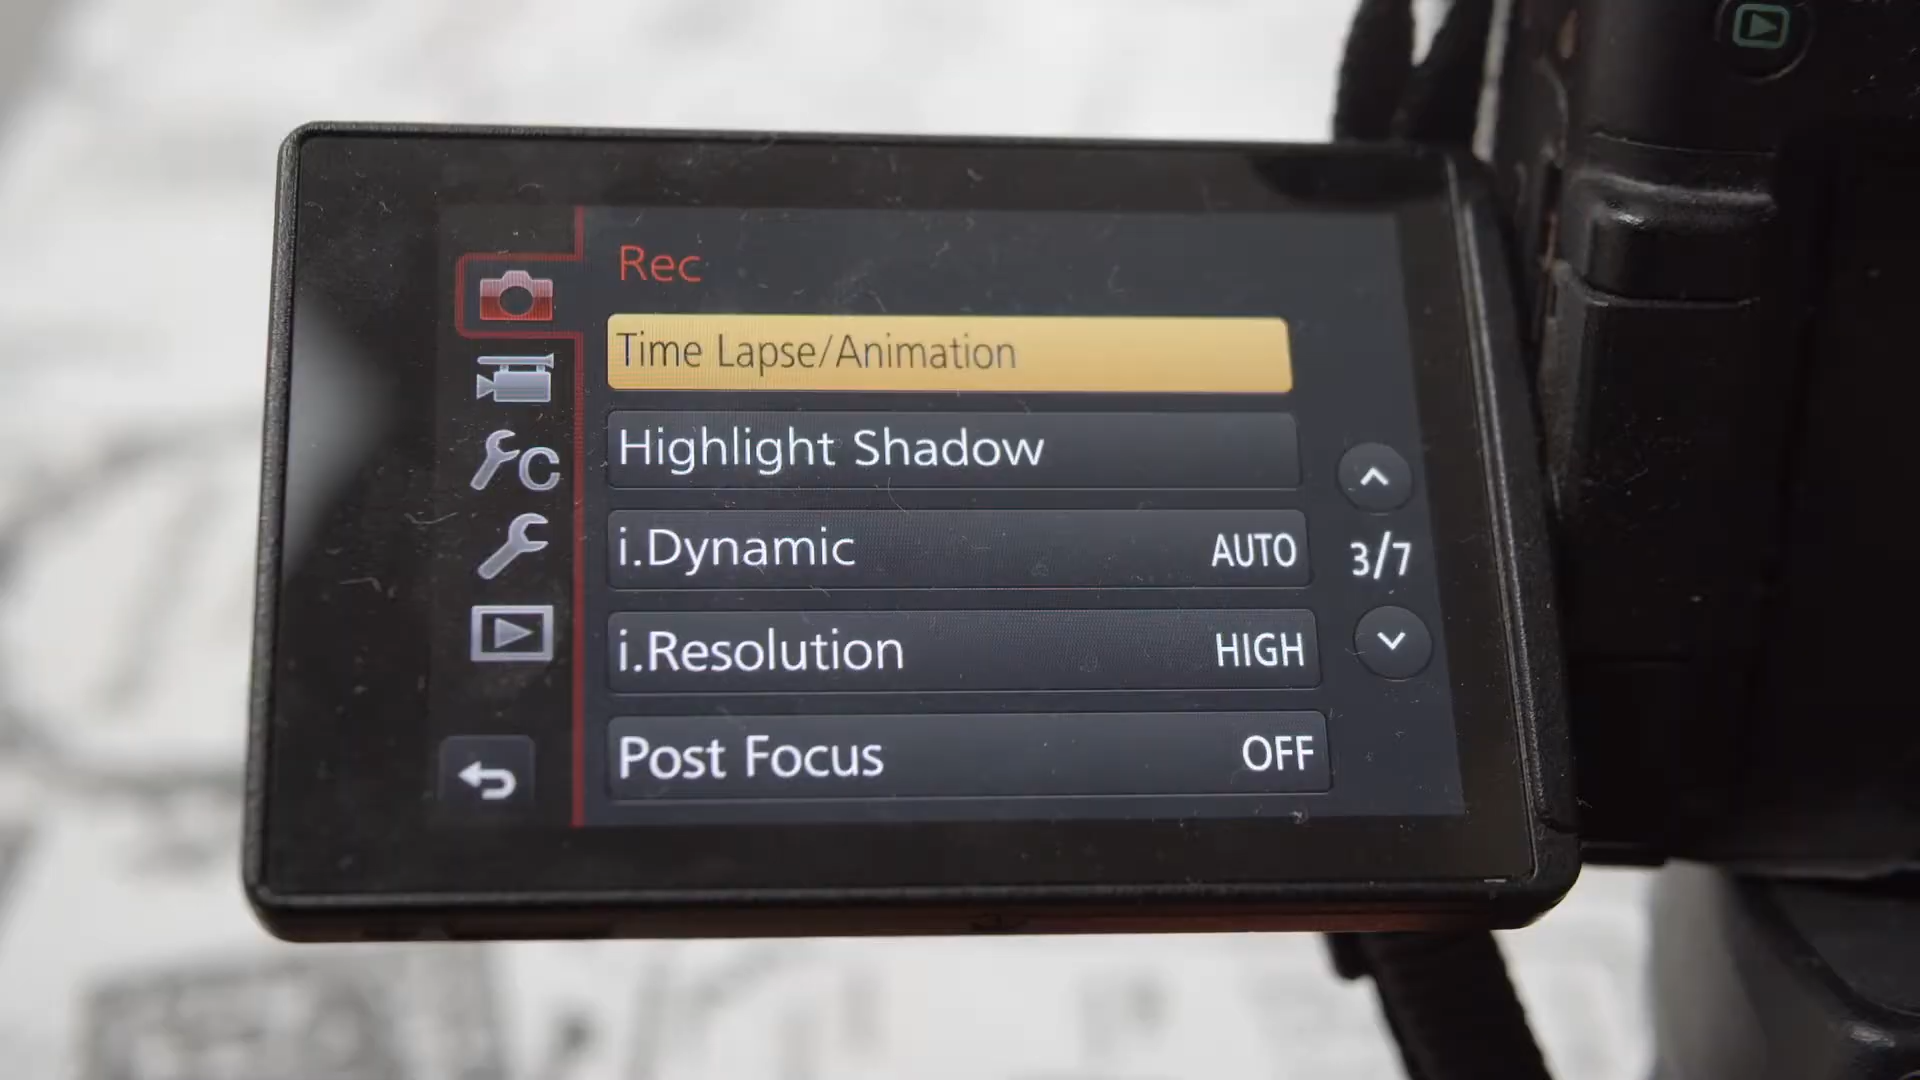 Rec
Time Lapse/Animation
Highlight Shadow
i.Dynamic AUTO
i.Resolution HIGH
Post Focus OFF
3/7
C